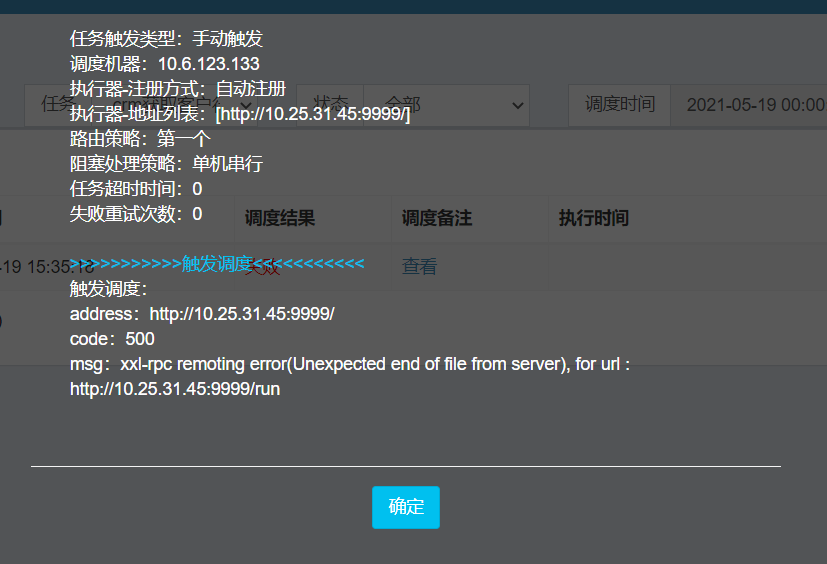 任务触发类型：手动触发
调度机器：10.6.123.133
执行器-注册方式：自动注册
执行器-地址列表：[http://10.25.31.45:9999/]
路由策略：第一个
阻塞处理策略：单机串行
任务超时时间：0
失败重试次数：0
>>>>>>>>>>>触发调度<<<<<<<<<<<
触发调度：
address：http://10.25.31.45:9999/
code：500
msg：xxl-rpc remoting error(Unexpected end of file from server), for url :
http://10.25.31.45:9999/run
确定
任务
状态 全部
调度时间 2021-05-19 00:00
调度结果 调度备注 执行时间
-19 15:35:18 失败 查看